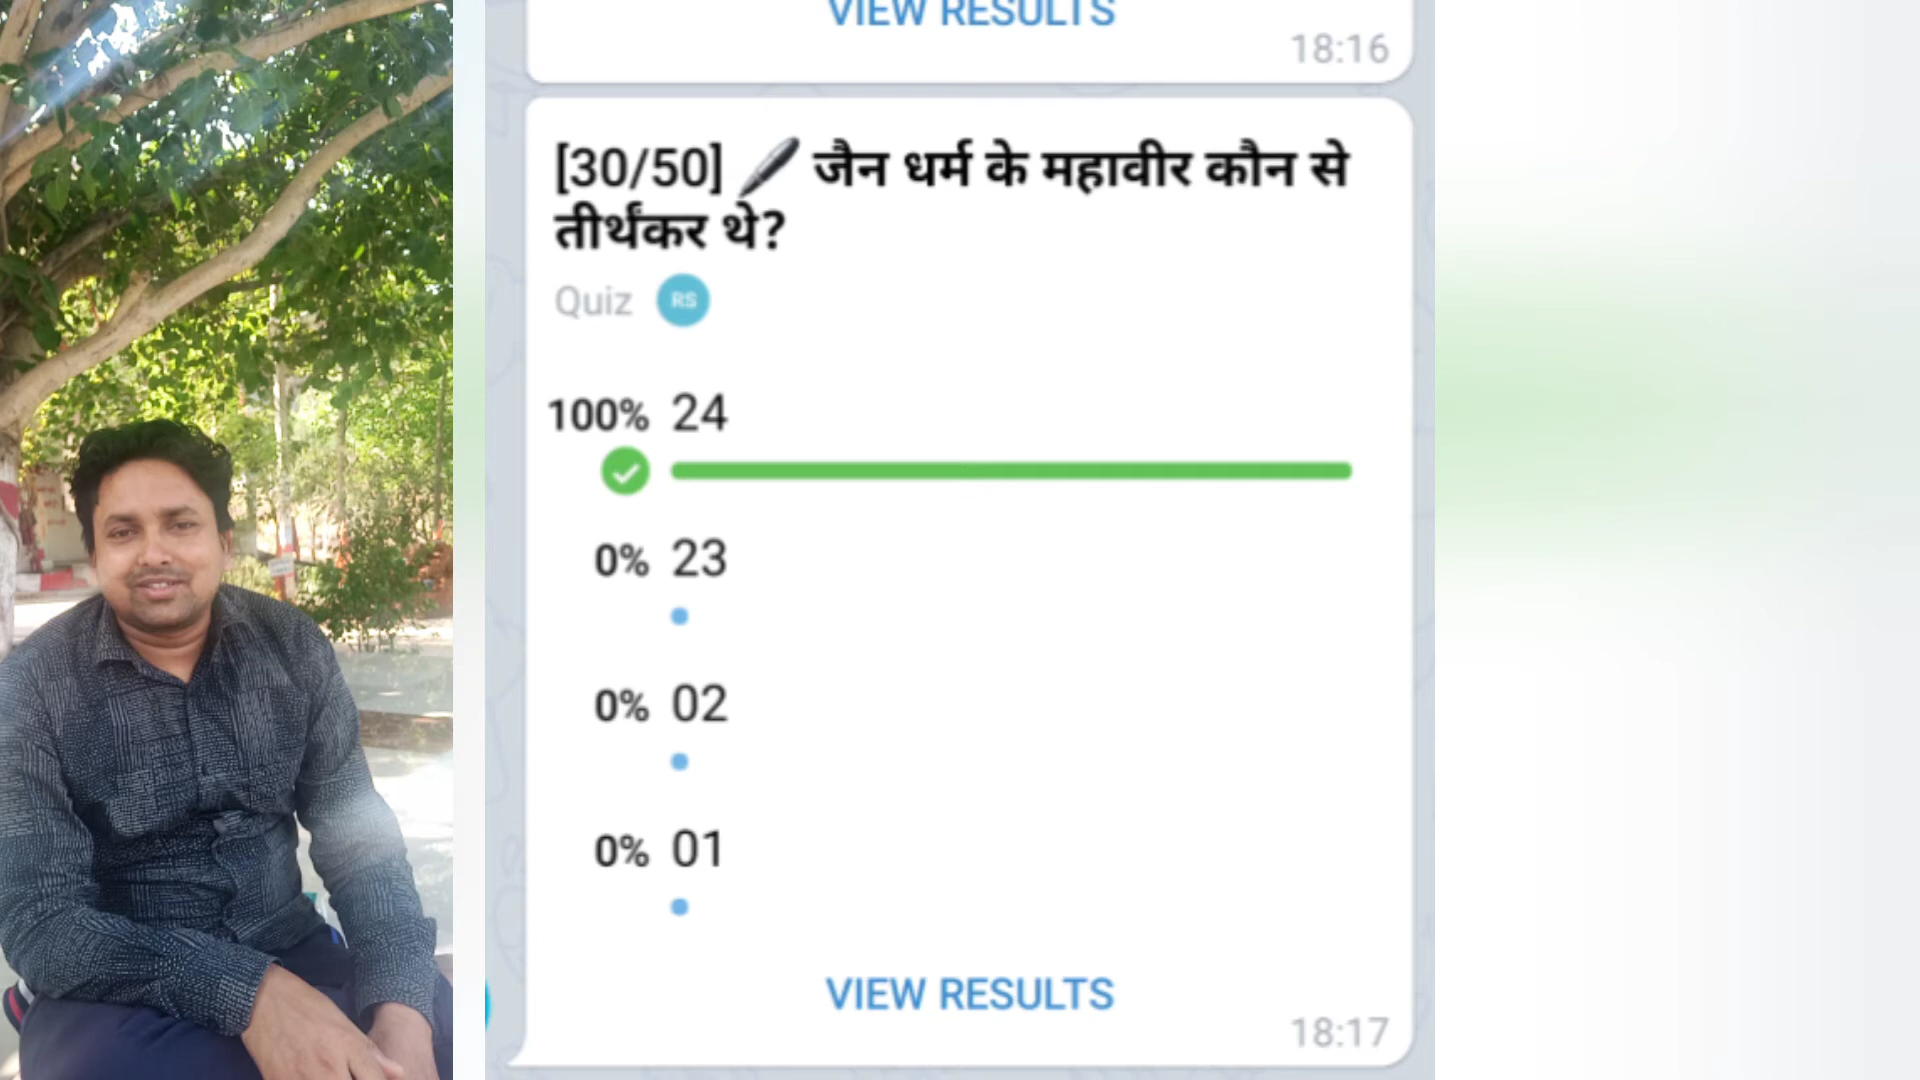 VIEW RESULTS
18:16
[30/50] 🖊 जैन धर्म के महावीर कौन से
तीर्थंकर थे?
Quiz RS
100% 24
0% 23
0% 02
0% 01
VIEW RESULTS
18:17